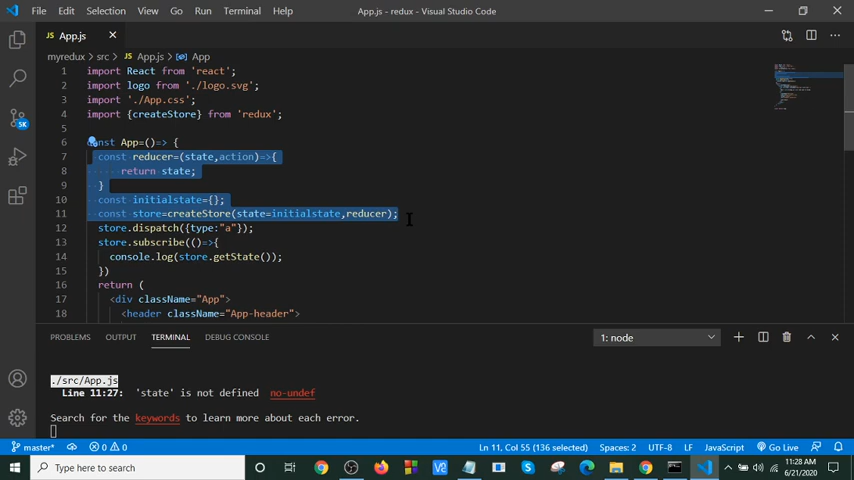 File Edit Selection View Go Run Terminal Help App.js - redux - Visual Studio Code
App.js
myredux > src > JS App.js > App
1 import React from 'react';
2 import logo from './logo.svg';
3 import './App.css';
4 import {createStore} from 'redux';
5
6 const App=()=> {
7 const reducer=(state,action)=>{
8 return state;
9 }
10 const initialstate={};
11 const store=createStore(state=initialstate,reducer);
12 store.dispatch({type:"a"});
13 store.subscribe(()=>{
14 console.log(store.getState());
15 })
16 return (
17 <div className="App">
18 <header className="App-header">
PROBLEMS OUTPUT TERMINAL DEBUG CONSOLE 1: node
./src/App.js
Line 11:27: 'state' is not defined no-undef
Search for the keywords to learn more about each error.
master* 0 0 Ln 11, Col 55 (136 selected) Spaces: 2 UTF-8 LF JavaScript Go Live
Type here to search
11:28 AM
6/21/2020